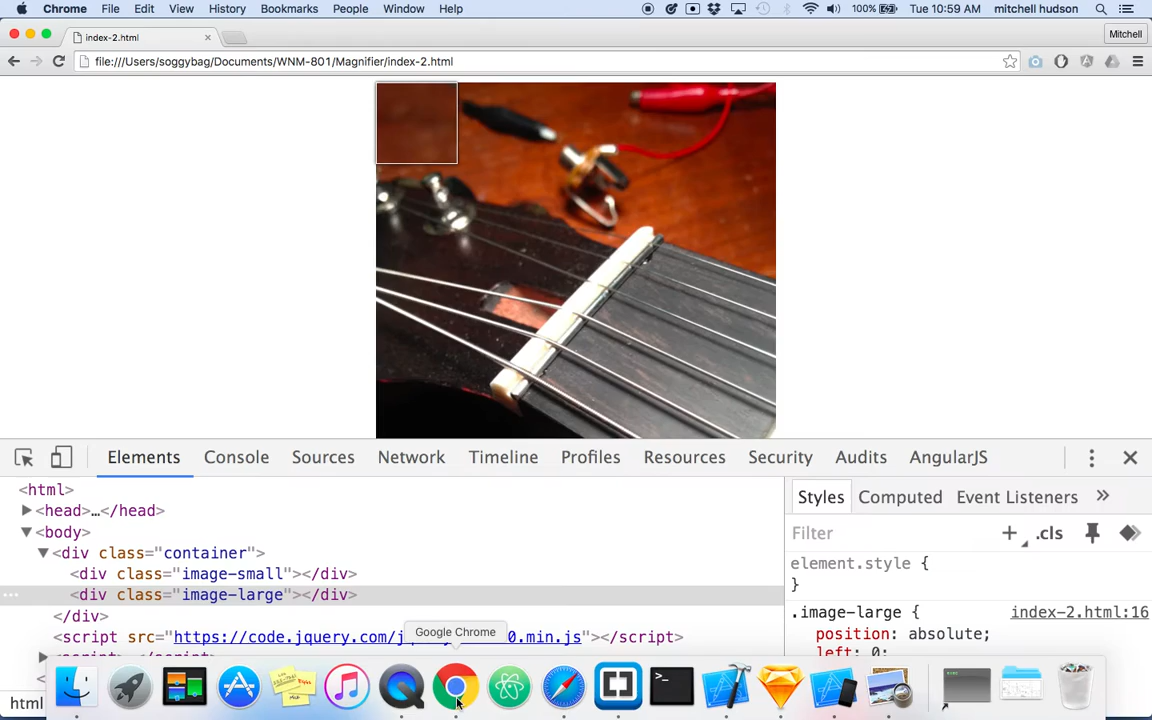 Chrome File Edit View History Bookmarks People Window Help 100% Tue 10:59 AM mitchell hudson
index-2.html × Mitchell
file:///Users/soggybag/Documents/WNM-801/Magnifier/index-2.html
Elements Console Sources Network Timeline Profiles Resources Security Audits AngularJS
<html>
<head>…</head>
<body>
<div class="container">
<div class="image-small"></div>
<div class="image-large"></div>
</div>
<script src="https://code.jquery.com/j 0.min.js"></script>
html
Styles Computed Event Listeners »
Filter + .cls
element.style {
}
.image-large { index-2.html:16
position: absolute;
left: 0;
Google Chrome